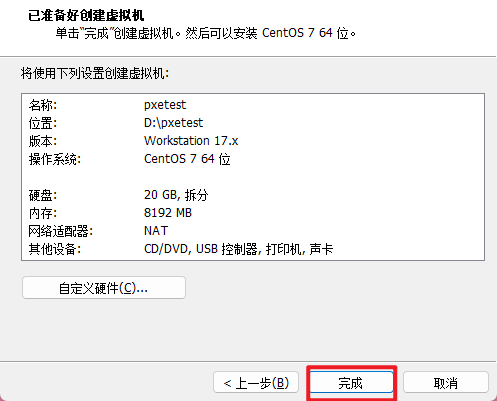 已准备好创建虚拟机
单击“完成”创建虚拟机。然后可以安装 CentOS 7 64 位。
将使用下列设置创建虚拟机:
名称: pxetest
位置: D:\pxetest
版本: Workstation 17.x
操作系统: CentOS 7 64 位
硬盘: 20 GB, 拆分
内存: 8192 MB
网络适配器: NAT
其他设备: CD/DVD, USB 控制器, 打印机, 声卡
自定义硬件(C)...
< 上一步(B) 完成 取消